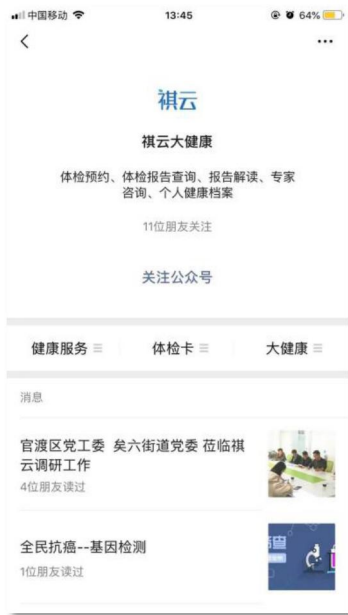 中国移动 13:45 64%
祺云
祺云大健康
体检预约、体检报告查询、报告解读、专家
咨询、个人健康档案
11位朋友关注
关注公众号
健康服务 体检卡 大健康
消息
官渡区党工委 矣六街道党委 莅临祺
云调研工作
4位朋友读过
全民抗癌--基因检测
1位朋友读过